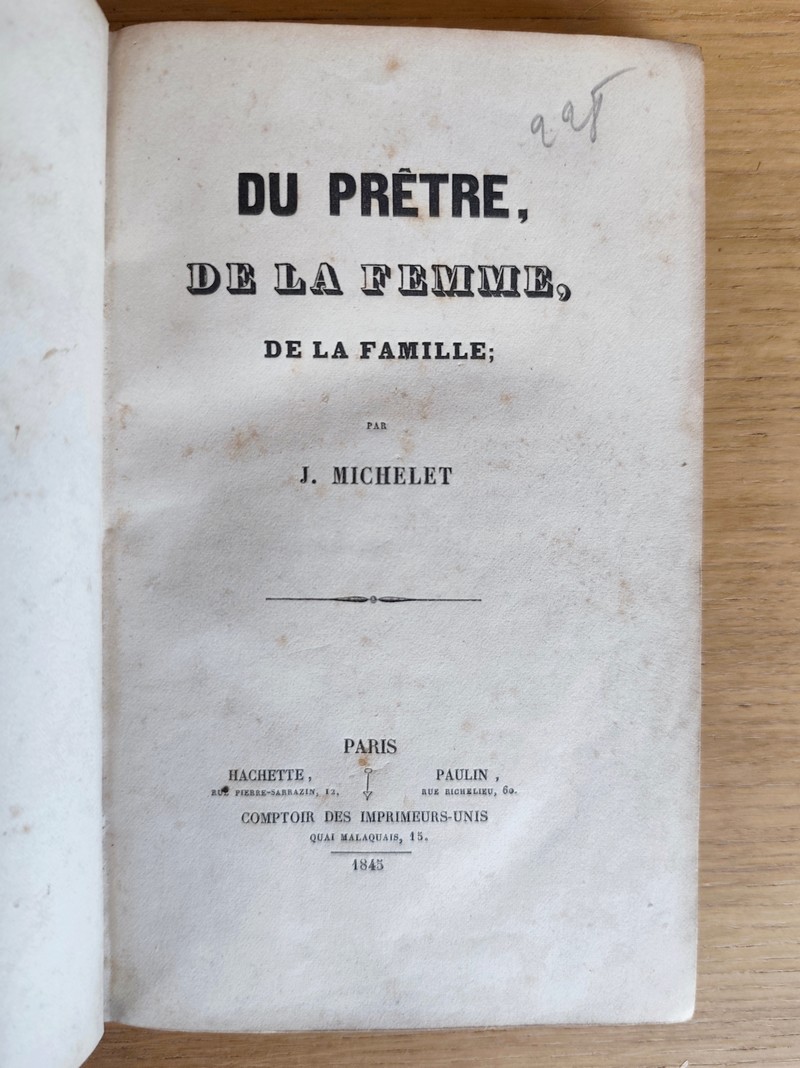 228
DU PRÊTRE,
DE LA FEMME,
DE LA FAMILLE;
PAR
J. MICHELET
PARIS
HACHETTE, PAULIN,
RUE PIERRE-SARRAZIN, 12. RUE RICHELIEU, 60.
COMPTOIR DES IMPRIMEURS-UNIS
QUAI MALAQUAIS, 15.
1845